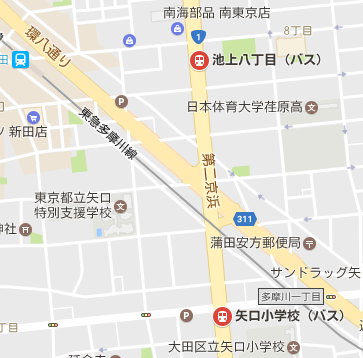 南海部品 南東京店
環八通り
8丁目
1
田
池上八丁目（バス）
日本体育大学荏原高
ソ 新田店
東急多摩川線
第二京浜
東京都立矢口
特別支援学校
311
神社
蒲田安方郵便局
サンドラッグ矢
多摩川一丁目
矢口小学校（バス）
丁目
大田区立矢口小学校